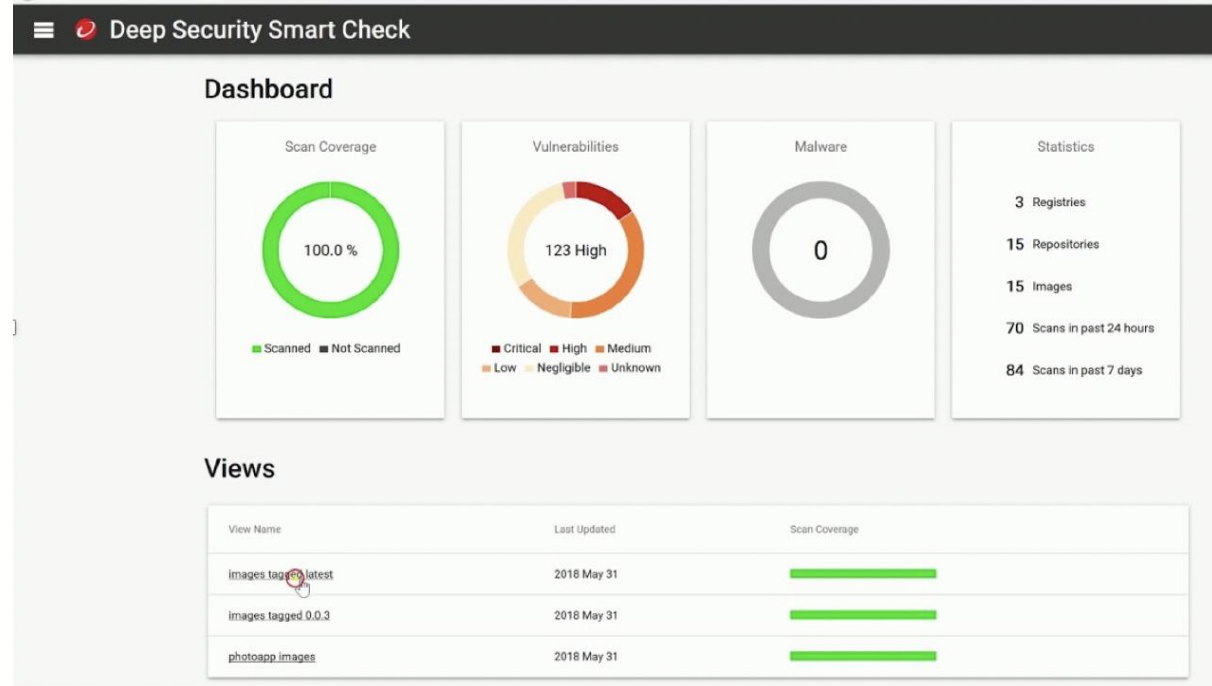 Deep Security Smart Check
Dashboard
Scan Coverage
100.0 %
Scanned Not Scanned
Vulnerabilities
123 High
Critical High Medium
Low Negligible Unknown
Malware
0
Statistics
3 Registries
15 Repositories
15 Images
70 Scans in past 24 hours
84 Scans in past 7 days
Views
View Name Last Updated Scan Coverage
images tagged latest 2018 May 31
images tagged 0.0.3 2018 May 31
photoapp images 2018 May 31